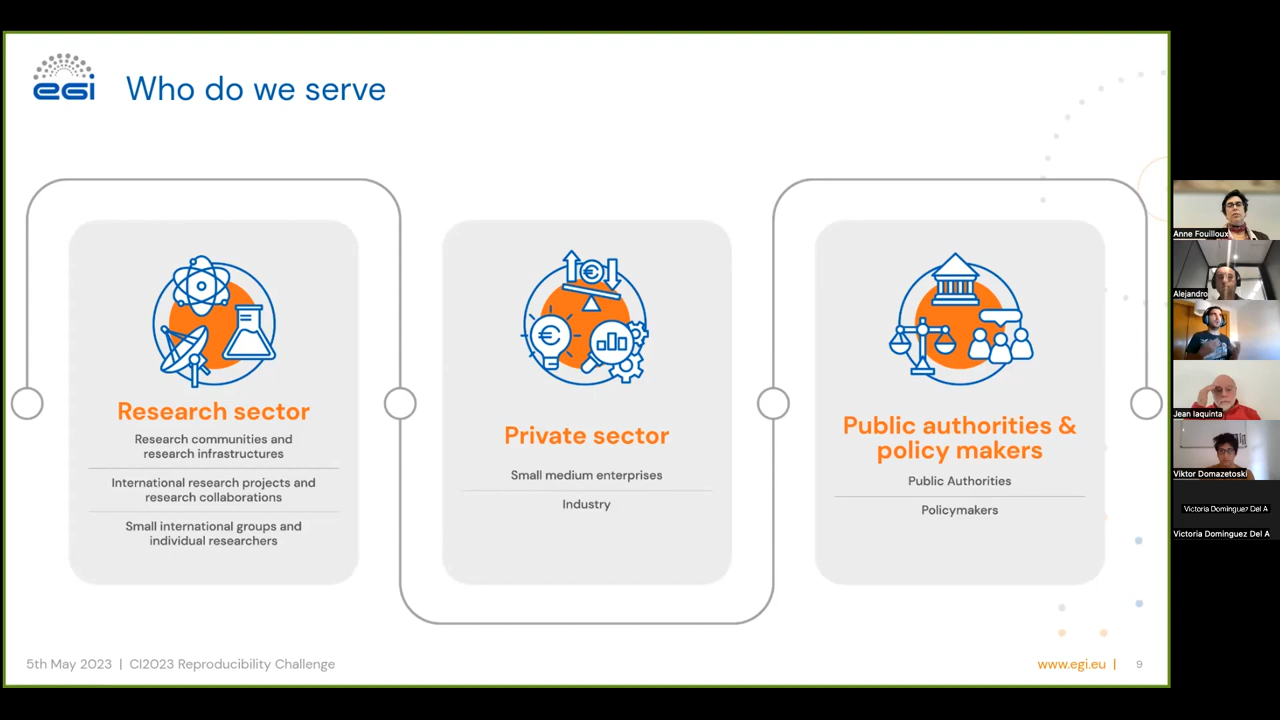 egi
Who do we serve
Research sector
Research communities and
research infrastructures
International research projects and
research collaborations
Small international groups and
individual researchers
Private sector
Small medium enterprises
Industry
Public authorities &
policy makers
Public Authorities
Policymakers
5th May 2023 | CI2023 Reproducibility Challenge
www.egi.eu | 9
Anne Fouilloux
Alejandro
Jean Iaquinta
Viktor Domazetoski
Victoria Dominguez Del A
Victoria Dominguez Del A